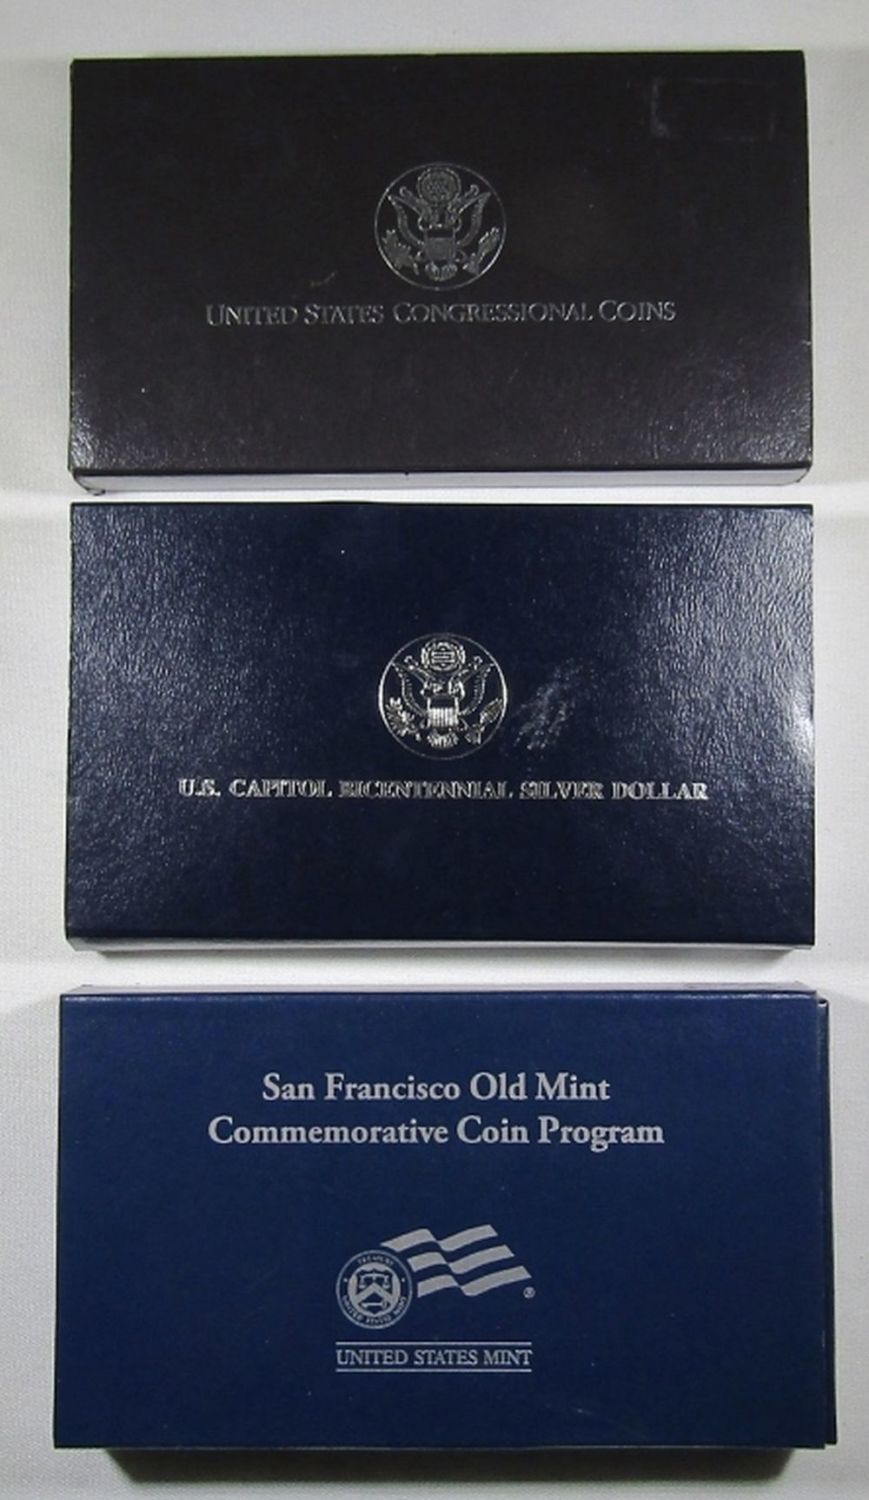 UNITED STATES CONGRESSIONAL COINS
U.S. CAPITOL BICENTENNIAL SILVER DOLLAR
San Francisco Old Mint
Commemorative Coin Program
®
UNITED STATES MINT